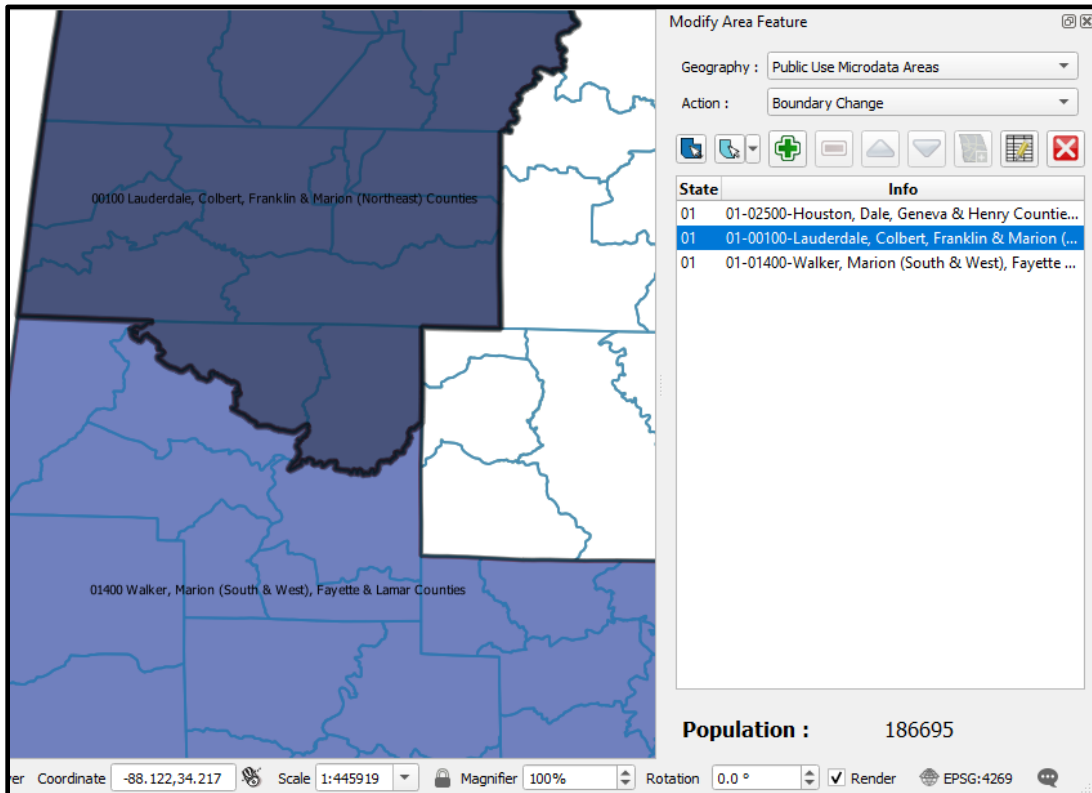 00100 Lauderdale, Colbert, Franklin & Marion (Northeast) Counties
01400 Walker, Marion (South & West), Fayette & Lamar Counties
Modify Area Feature
Geography : Public Use Microdata Areas
Action : Boundary Change
State Info
01 01-02500-Houston, Dale, Geneva & Henry Countie...
01 01-00100-Lauderdale, Colbert, Franklin & Marion (...
01 01-01400-Walker, Marion (South & West), Fayette ...
Population : 186695
er Coordinate -88.122,34.217 Scale 1:445919 Magnifier 100% Rotation 0.0 ° Render EPSG:4269